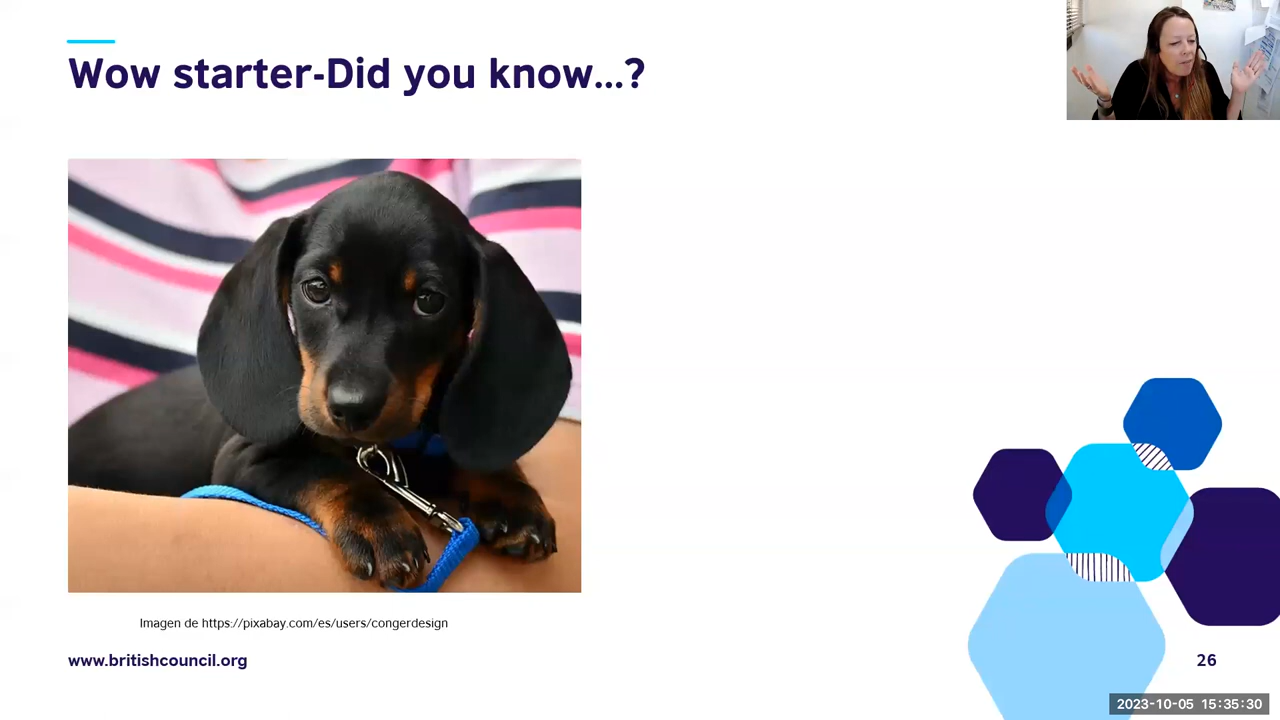 Wow starter-Did you know...?
Imagen de https://pixabay.com/es/users/congerdesign
www.britishcouncil.org
26
2023-10-05 15:35:30